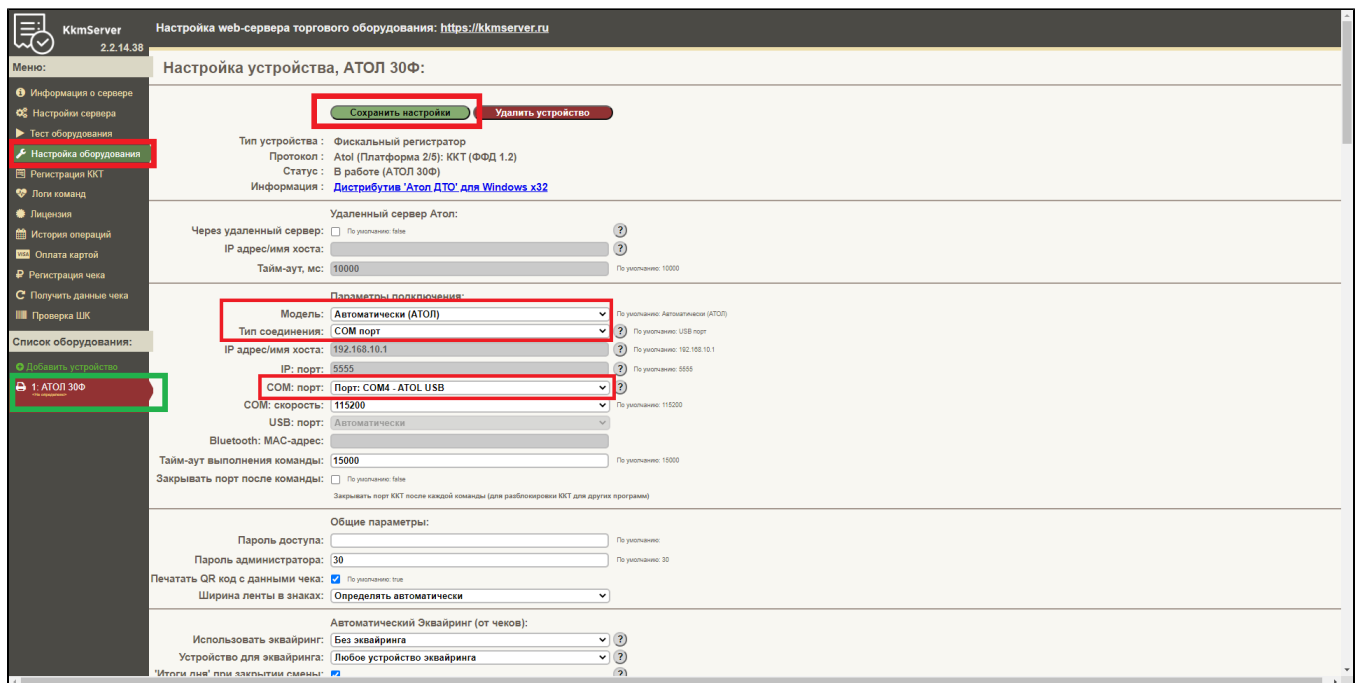 KkmServer
2.2.14.38
Настройка web-сервера торгового оборудования: https://kkmserver.ru
Меню:
Информация о сервере
Настройки сервера
Тест оборудования
Настройка оборудования
Регистрация ККТ
Логи команд
Лицензия
История операций
VISA Оплата картой
Регистрация чека
Получить данные чека
Проверка ШК
Список оборудования:
Добавить устройство
1: АТОЛ 30Ф
<Не определено>
Настройка устройства, АТОЛ 30Ф:
Сохранить настройки Удалить устройство
Тип устройства : Фискальный регистратор
Протокол : Atol (Платформа 2/5): ККТ (ФФД 1.2)
Статус : В работе (АТОЛ 30Ф)
Информация : Дистрибутив 'Атол ДТО' для Windows x32
Удаленный сервер Атол:
Через удаленный сервер: По умолчанию: false ?
IP адрес/имя хоста: ?
Тайм-аут, мс: 10000 По умолчанию: 10000
Параметры подключения:
Модель: Автоматически (АТОЛ) По умолчанию: Автоматически (АТОЛ)
Тип соединения: COM порт ? По умолчанию: USB порт
IP адрес/имя хоста: 192.168.10.1 ? По умолчанию: 192.168.10.1
IP: порт: 5555 ? По умолчанию: 5555
COM: порт: Порт: COM4 - ATOL USB ?
COM: скорость: 115200 По умолчанию: 115200
USB: порт: Автоматически
Bluetooth: MAC-адрес:
Тайм-аут выполнения команды: 15000 По умолчанию: 15000
Закрывать порт после команды: По умолчанию: false
Закрывать порт ККТ после каждой команды (для разблокировки ККТ для других программ)
Общие параметры:
Пароль доступа: По умолчанию:
Пароль администратора: 30 По умолчанию: 30
Печатать QR код с данными чека: По умолчанию: true
Ширина ленты в знаках: Определять автоматически
Автоматический Эквайринг (от чеков):
Использовать эквайринг: Без эквайринга ?
Устройство для эквайринга: Любое устройство эквайринга ?
'Итоги дня' при закрытии смены: ?